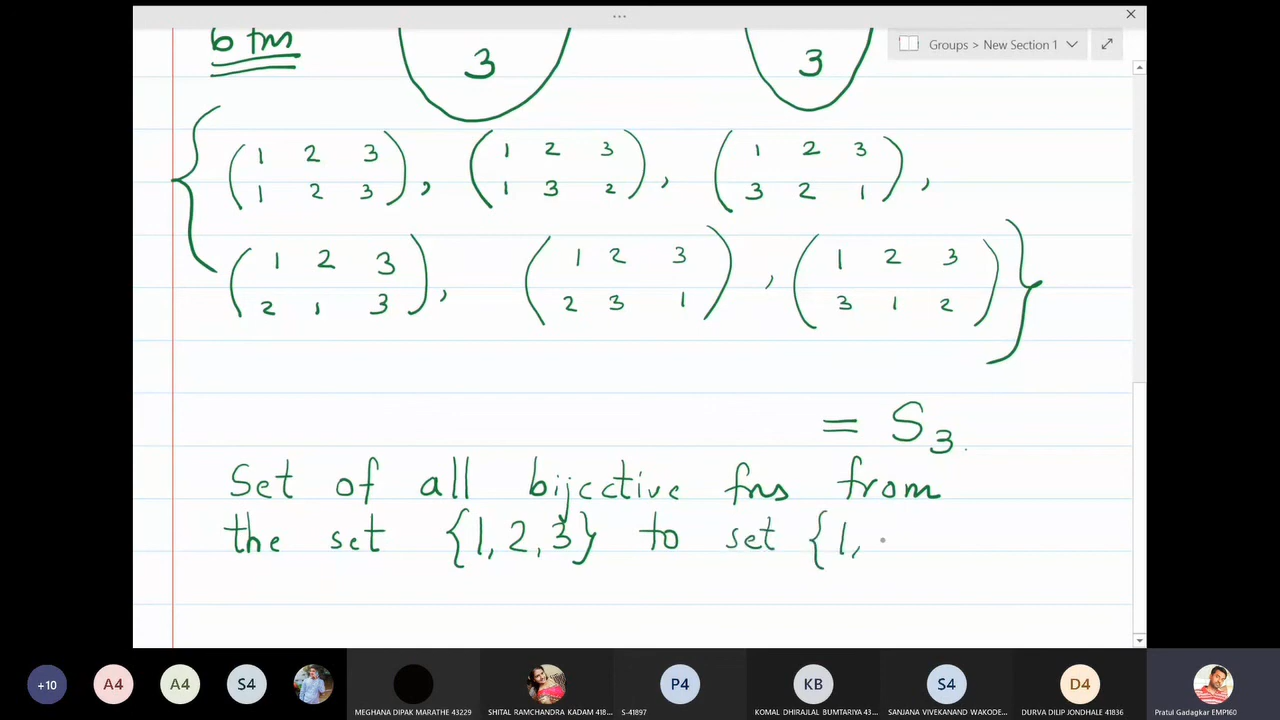 ...
Groups > New Section 1
6 fns
3 3
{ ( 1 2 3 ) , ( 1 2 3 ) , ( 1 2 3 ) ,
( 1 2 3 ) ( 1 3 2 ) ( 3 2 1 )
( 1 2 3 ) , ( 1 2 3 ) , ( 1 2 3 ) }
( 2 1 3 ) ( 2 3 1 ) ( 3 1 2 )
= S3
Set of all bijective fns from
the set {1, 2, 3} to set {1,
+10 A4 A4 S4 P4 KB S4 D4
MEGHANA DIPAK MARATHE 43229 SHITAL RAMCHANDRA KADAM 418... S-41897 KOMAL DHIRAJLAL BUMTARIYA 43... SANJANA VIVEKANAND WAKODE... DURVA DILIP JONDHALE 41836 Pratul Gadagkar EMP160